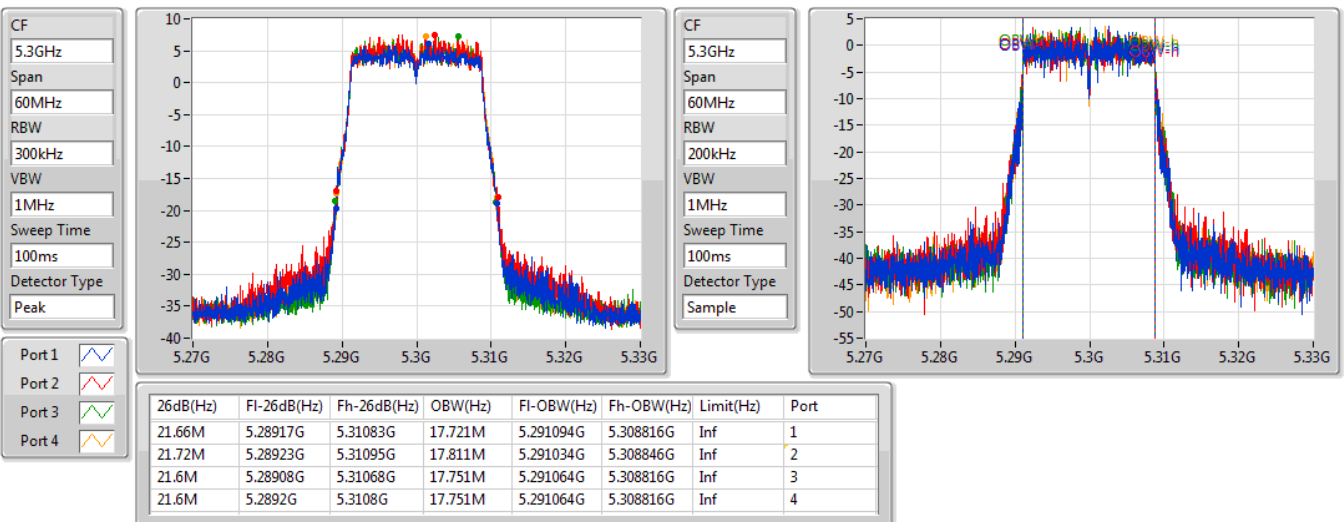 CF
5.3GHz
Span
60MHz
RBW
300kHz
VBW
1MHz
Sweep Time
100ms
Detector Type
Peak
10
5
0
-5
-10
-15
-20
-25
-30
-35
-40
5.27G 5.28G 5.29G 5.3G 5.31G 5.32G 5.33G
CF
5.3GHz
Span
60MHz
RBW
200kHz
VBW
1MHz
Sweep Time
100ms
Detector Type
Sample
5
0
-5
-10
-15
-20
-25
-30
-35
-40
-45
-50
-55
5.27G 5.28G 5.29G 5.3G 5.31G 5.32G 5.33G
Port 1
Port 2
Port 3
Port 4
26dB(Hz) Fl-26dB(Hz) Fh-26dB(Hz) OBW(Hz) Fl-OBW(Hz) Fh-OBW(Hz) Limit(Hz) Port
21.66M 5.28917G 5.31083G 17.721M 5.291094G 5.308816G Inf 1
21.72M 5.28923G 5.31095G 17.811M 5.291034G 5.308846G Inf 2
21.6M 5.28908G 5.31068G 17.751M 5.291064G 5.308816G Inf 3
21.6M 5.2892G 5.3108G 17.751M 5.291064G 5.308816G Inf 4